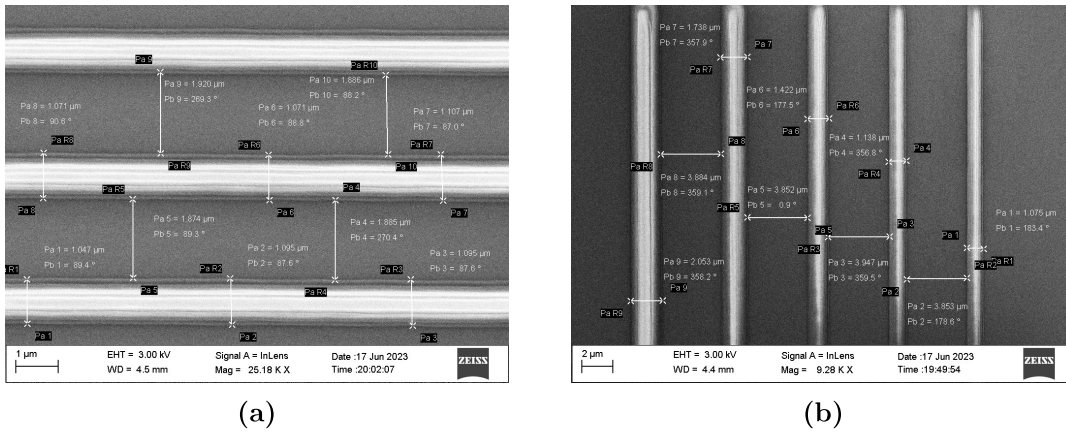 Pa 9
Pa R10
Pa 9 = 1.920 µm
Pb 9 = 269.3 °
Pa 10 = 1.886 µm
Pb 10 = 88.2 °
Pa 8 = 1.071 µm
Pb 8 = 90.6 °
Pa 6 = 1.071 µm
Pb 6 = 88.8 °
Pa 7 = 1.107 µm
Pb 7 = 87.0 °
Pa R8
Pa R9
Pa R6
Pa 10
Pa R7
Pa 8
Pa R5
Pa 6
Pa 4
Pa 7
Pa 5 = 1.874 µm
Pb 5 = 89.3 °
Pa 4 = 1.885 µm
Pb 4 = 270.4 °
Pa 1 = 1.047 µm
Pb 1 = 89.4 °
Pa 2 = 1.095 µm
Pb 2 = 87.6 °
Pa 3 = 1.095 µm
Pb 3 = 87.6 °
R1
Pa 5
Pa R2
Pa R4
Pa R3
Pa 1
Pa 2
Pa 3
1 µm
EHT = 3.00 kV
WD = 4.5 mm
Signal A = InLens
Mag = 25.18 K X
Date :17 Jun 2023
Time :20:02:07
ZEISS
(a)
Pa 7 = 1.738 µm
Pb 7 = 357.9 °
Pa 7
Pa R7
Pa 6 = 1.422 µm
Pb 6 = 177.5 °
Pa R6
Pa 6
Pa 8
Pa 4 = 1.138 µm
Pb 4 = 356.8 °
Pa 4
Pa R4
Pa R8
Pa 8 = 3.884 µm
Pb 8 = 359.1 °
Pa R5
Pa 5 = 3.852 µm
Pb 5 = 0.9 °
Pa 5
Pa R3
Pa 3
Pa 1 = 1.075 µm
Pb 1 = 183.4 °
Pa 1
Pa R2
Pa R1
Pa 9 = 2.053 µm
Pb 9 = 358.2 °
Pa 9
Pa R9
Pa 3 = 3.947 µm
Pb 3 = 359.5 °
Pa 2
Pa 2 = 3.853 µm
Pb 2 = 178.6 °
2 µm
EHT = 3.00 kV
WD = 4.4 mm
Signal A = InLens
Mag = 9.28 K X
Date :17 Jun 2023
Time :19:49:54
ZEISS
(b)